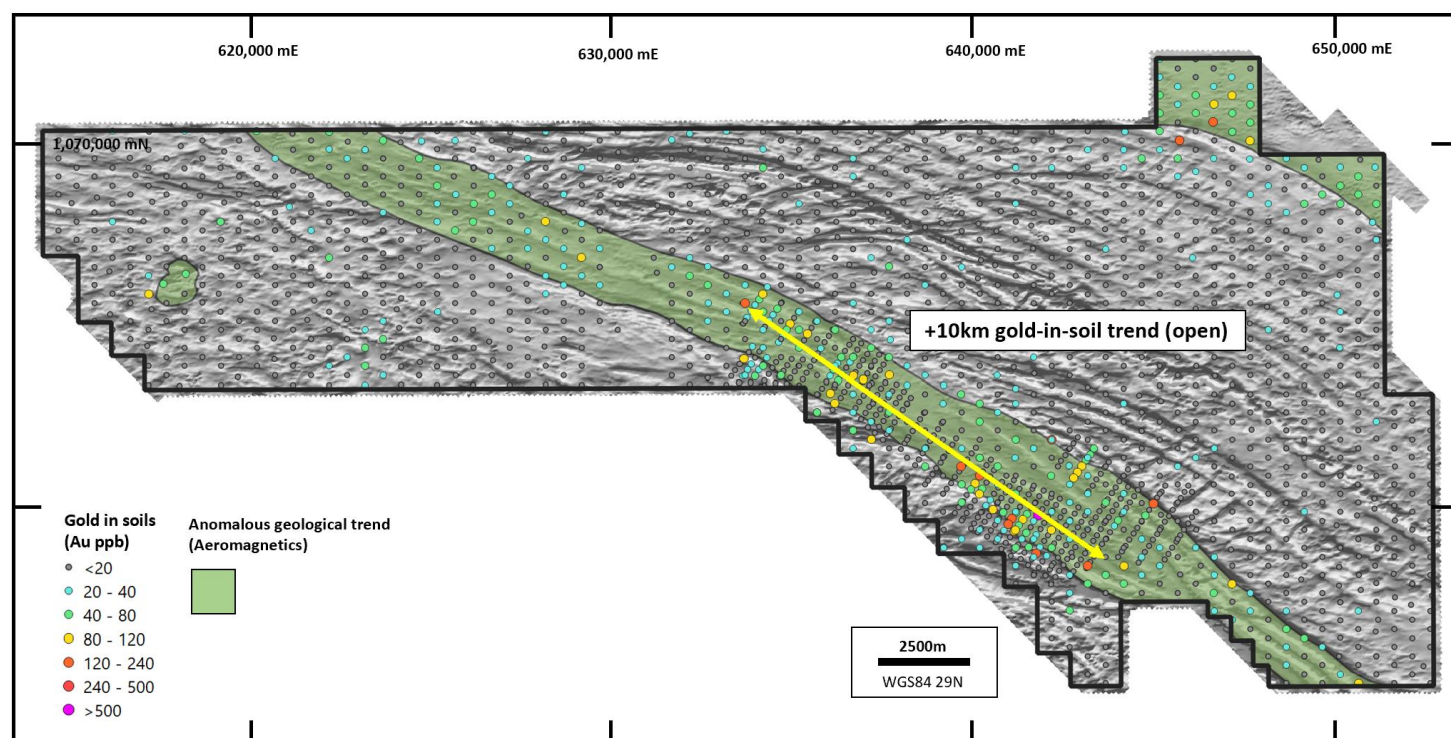 620,000 mE
630,000 mE
640,000 mE
650,000 mE
1,070,000 mN
+10km gold-in-soil trend (open)
Gold in soils
(Au ppb)
<20
20 - 40
40 - 80
80 - 120
120 - 240
240 - 500
>500
Anomalous geological trend
(Aeromagnetics)
2500m
WGS84 29N